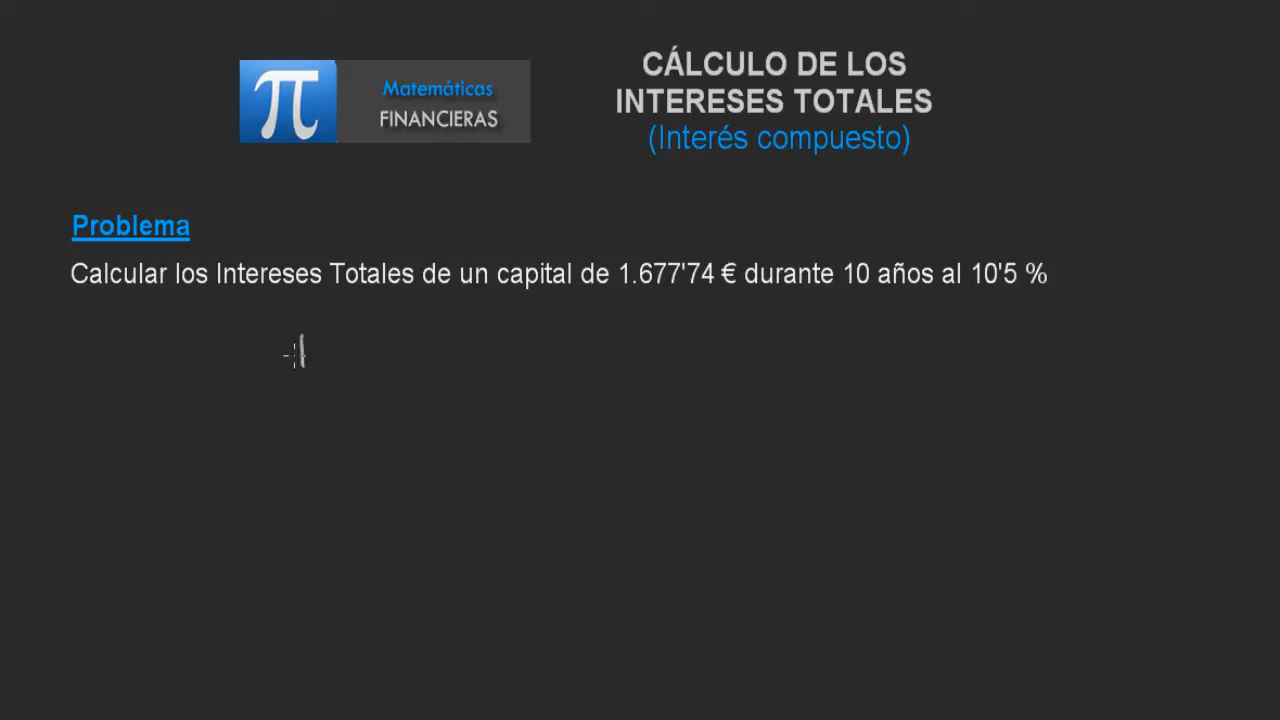 π
Matemáticas
FINANCIERAS
CÁLCULO DE LOS
INTERESES TOTALES
(Interés compuesto)
Problema
Calcular los Intereses Totales de un capital de 1.677'74 € durante 10 años al 10'5 %